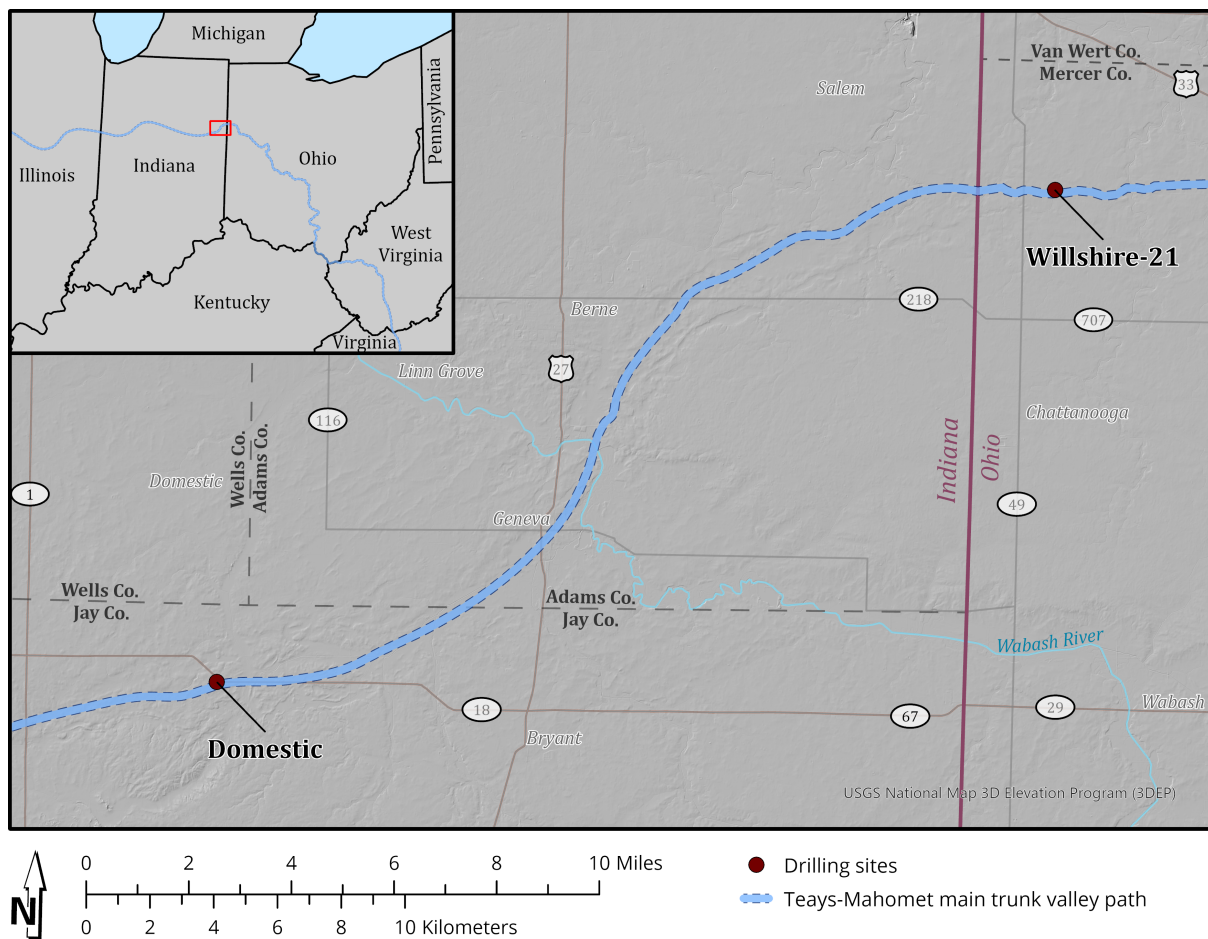 Michigan
Pennsylvania
Ohio
Indiana
Illinois
West
Virginia
Kentucky
Virginia
Salem
Van Wert Co.
Mercer Co.
33
Willshire-21
218
707
Berne
27
Linn Grove
116
Chattanooga
Wells Co.
Adams Co.
Indiana
Ohio
Domestic
1
49
Geneva
Wells Co.
Jay Co.
Adams Co.
Jay Co.
Wabash River
18
67
29
Wabash
Domestic
Bryant
USGS National Map 3D Elevation Program (3DEP)
N
0 2 4 6 8 10 Miles
0 2 4 6 8 10 Kilometers
Drilling sites
Teays-Mahomet main trunk valley path